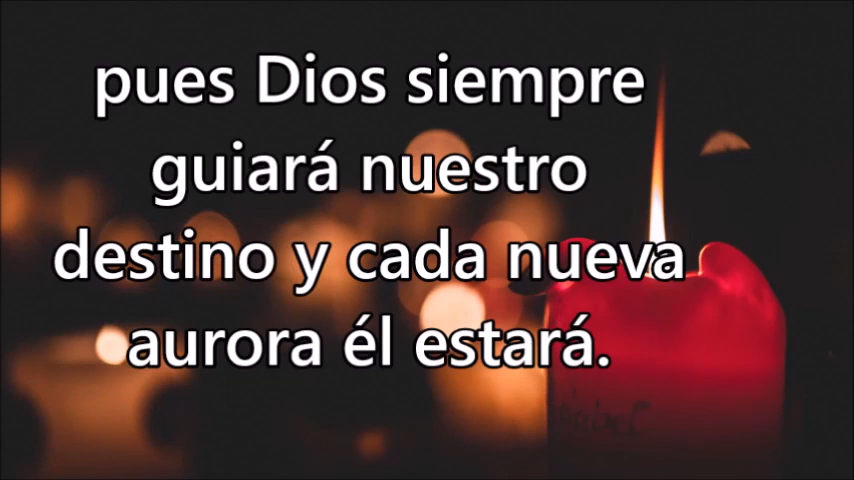 pues Dios siempre
guiará nuestro
destino y cada nueva
aurora él estará.